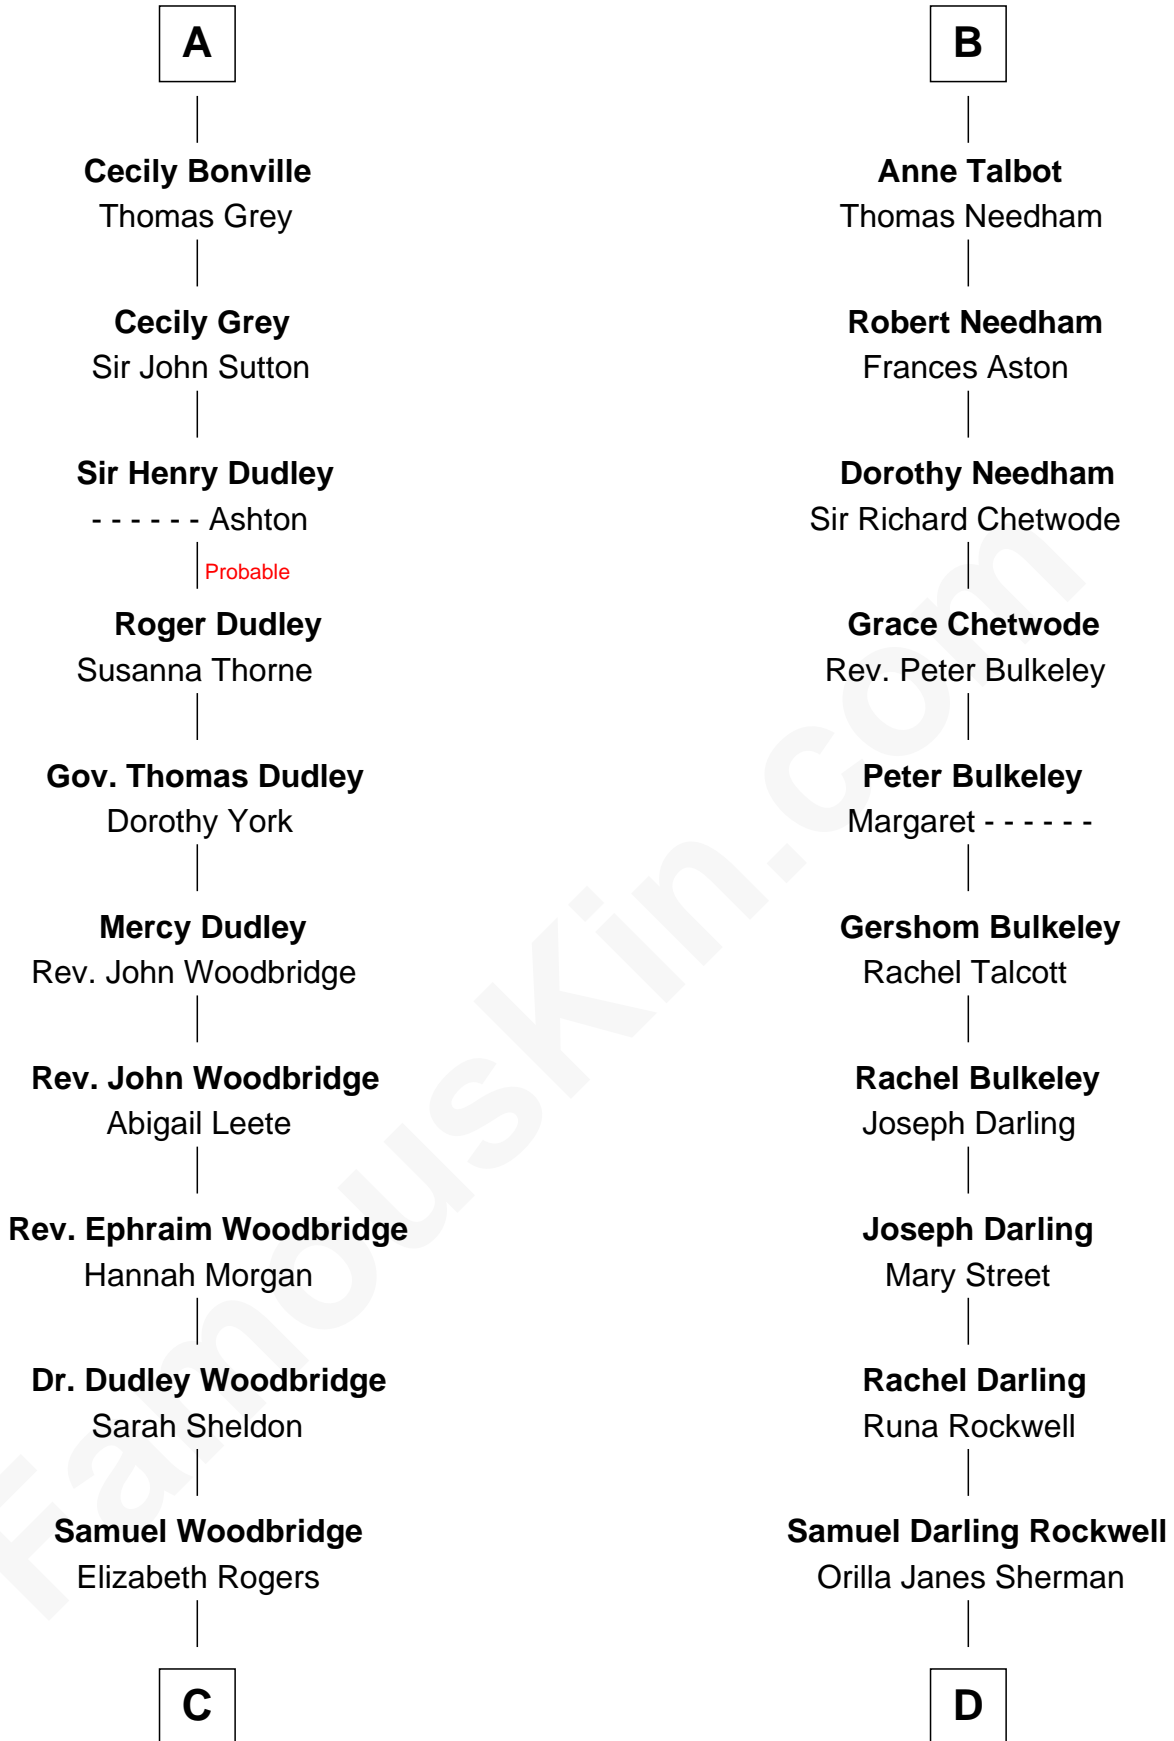 A
Cecily Bonville
Thomas Grey
Cecily Grey
Sir John Sutton
Sir Henry Dudley
- - - - - - Ashton
Probable
Roger Dudley
Susanna Thorne
Gov. Thomas Dudley
Dorothy York
Mercy Dudley
Rev. John Woodbridge
Rev. John Woodbridge
Abigail Leete
Rev. Ephraim Woodbridge
Hannah Morgan
Dr. Dudley Woodbridge
Sarah Sheldon
Samuel Woodbridge
Elizabeth Rogers
C
B
Anne Talbot
Thomas Needham
Robert Needham
Frances Aston
Dorothy Needham
Sir Richard Chetwode
Grace Chetwode
Rev. Peter Bulkeley
Peter Bulkeley
Margaret - - - - - -
Gershom Bulkeley
Rachel Talcott
Rachel Bulkeley
Joseph Darling
Joseph Darling
Mary Street
Rachel Darling
Runa Rockwell
Samuel Darling Rockwell
Orilla Janes Sherman
D
FamousKin.com